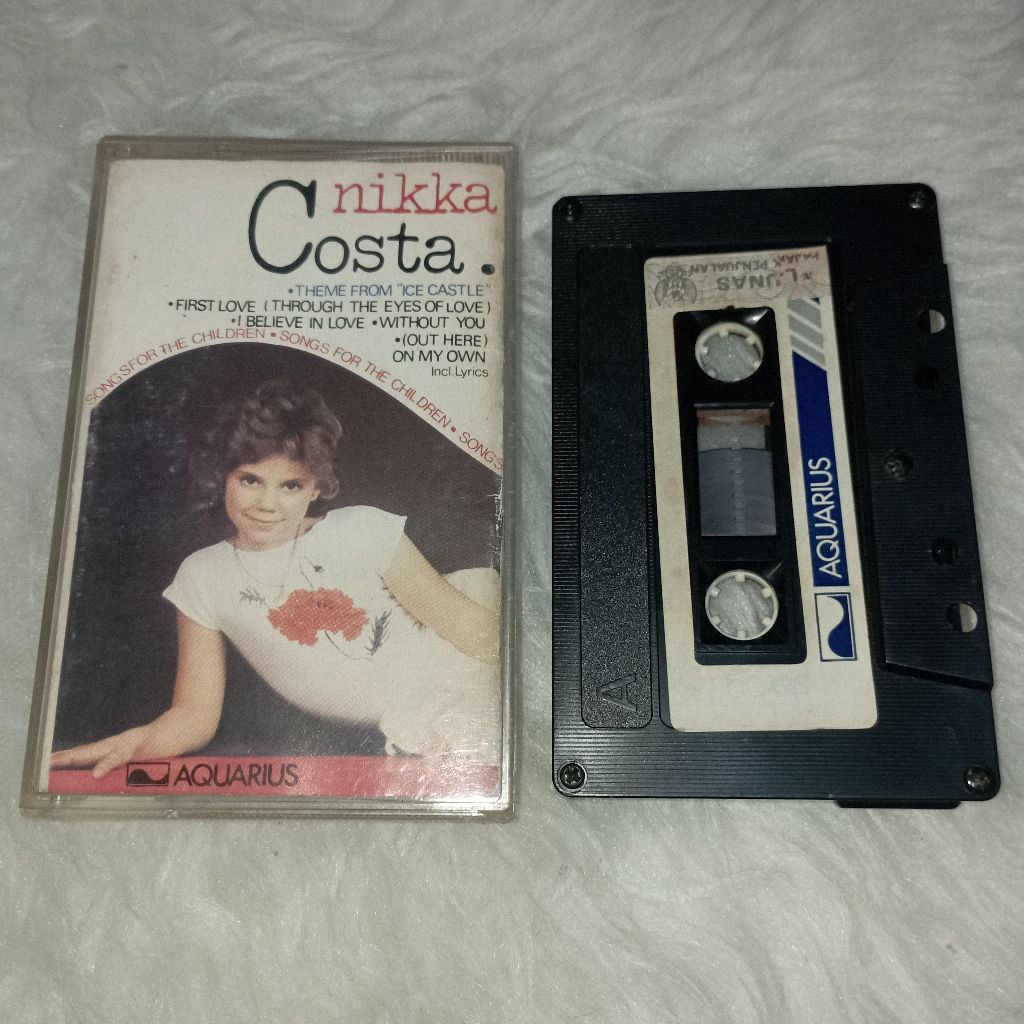 nikka
Costa.
• THEME FROM "ICE CASTLE"
• FIRST LOVE (THROUGH THE EYES OF LOVE)
• I BELIEVE IN LOVE • WITHOUT YOU
• (OUT HERE)
ON MY OWN
Incl. Lyrics
SONGS FOR THE CHILDREN • SONGS FOR THE CHILDREN • SONGS
AQUARIUS
LUNAS
PAJAK PENJUALAN
AQUARIUS
A